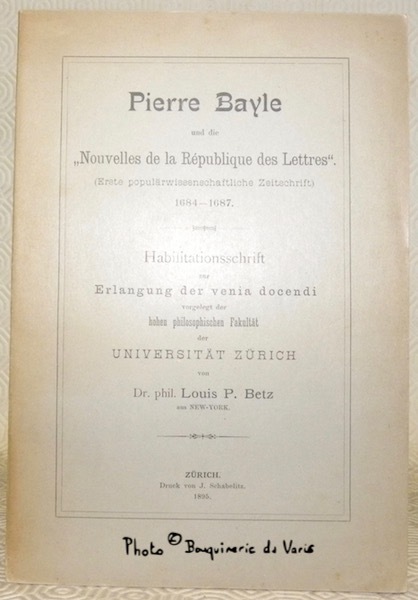 Pierre Bayle
und die
„Nouvelles de la République des Lettres“.
(Erste populärwissenschaftliche Zeitschrift)
1684—1687.
Habilitationsschrift
zur
Erlangung der venia docendi
vorgelegt der
hohen philosophischen Fakultät
der
UNIVERSITÄT ZÜRICH
von
Dr. phil. Louis P. Betz
aus NEW-YORK.
ZÜRICH.
Druck von J. Schabelitz.
1895.
Photo © Bouquinerie du Varis